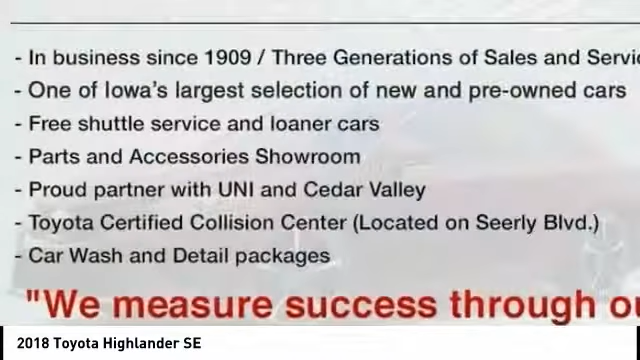 - In business since 1909 / Three Generations of Sales and
- One of Iowa's largest selection of new and pre-owned cars
- Free shuttle service and loaner cars
- Parts and Accessories Showroom
- Proud partner with UNI and Cedar Valley
- Toyota Certified Collision Center (Located on Seerly Blvd.)
- Car Wash and Detail packages
"We measure success through
2018 Toyota Highlander SE